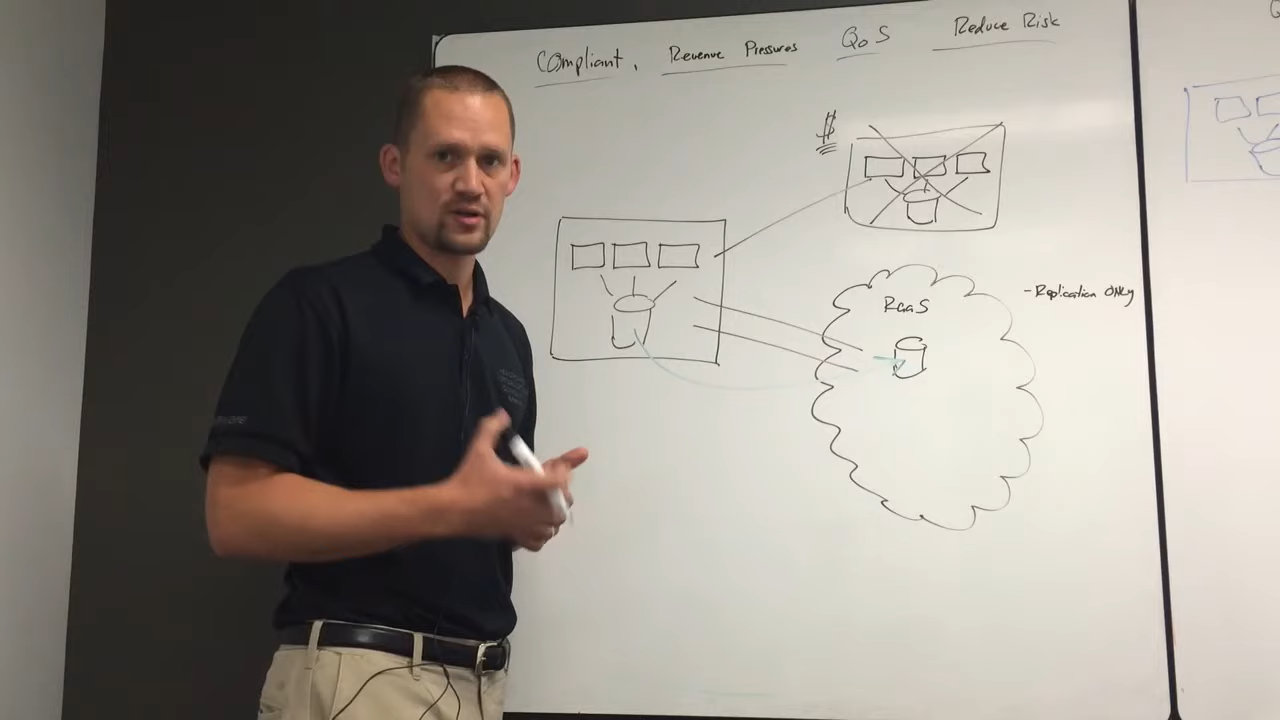 COmpliant, Revenue Pressures QoS Reduce Risk
$
RaaS
- Replication ONLY